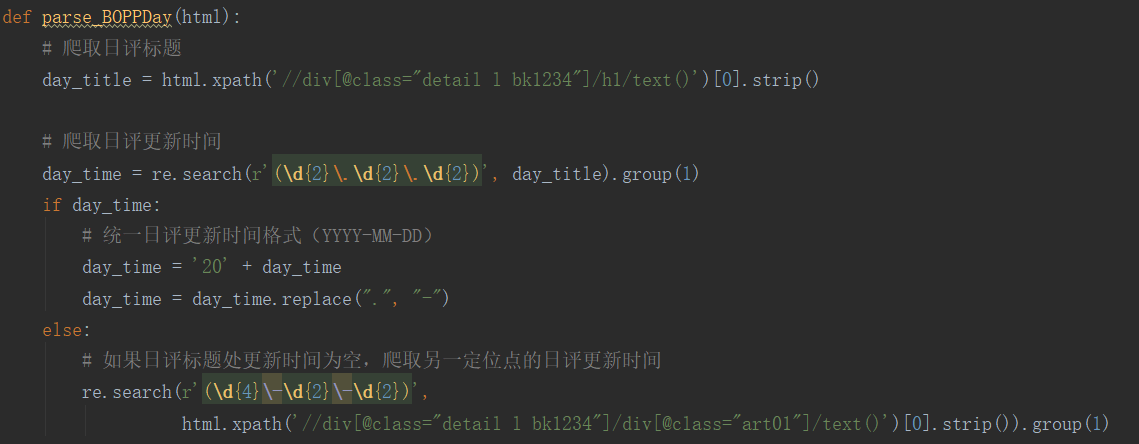 def parse_BOPPDay(html):
# 爬取日评标题
day_title = html.xpath('//div[@class="detail l bk1234"]/h1/text()')[0].strip()
# 爬取日评更新时间
day_time = re.search(r'(\d{2}\.\d{2}\.\d{2})', day_title).group(1)
if day_time:
# 统一日评更新时间格式（YYYY-MM-DD）
day_time = '20' + day_time
day_time = day_time.replace(".", "-")
else:
# 如果日评标题处更新时间为空，爬取另一定位点的日评更新时间
re.search(r'(\d{4}\-\d{2}\-\d{2})',
html.xpath('//div[@class="detail l bk1234"]/div[@class="art01"]/text()')[0].strip()).group(1)